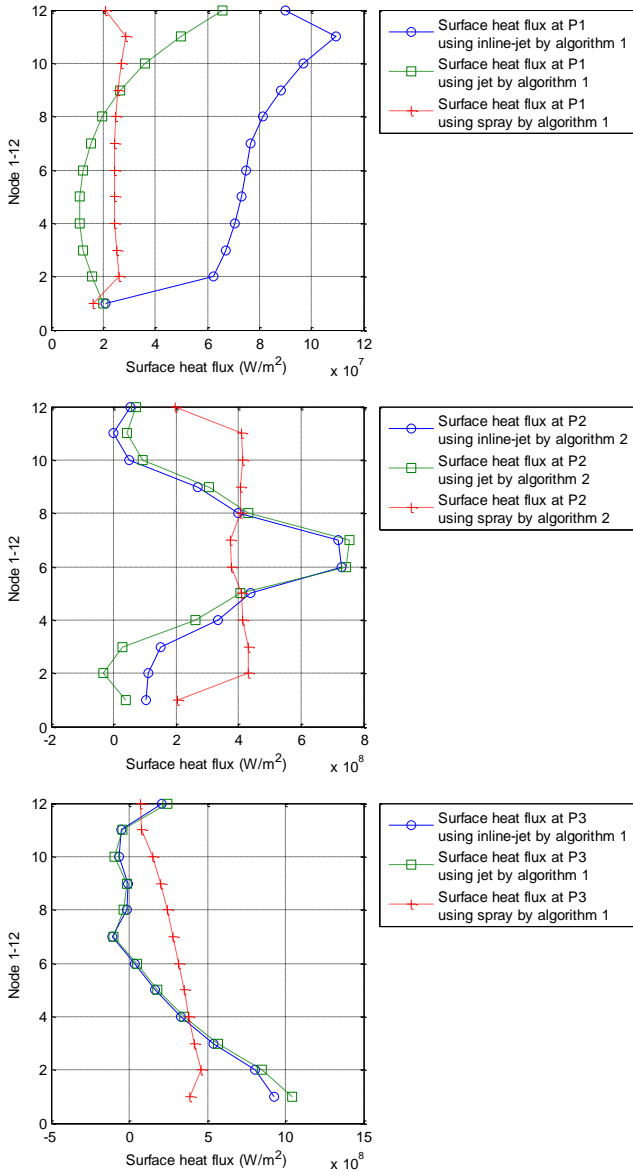 12
10
8
6
4
2
0
Node 1-12
0 2 4 6 8 10 12
Surface heat flux (W/m²)
x 10⁷
Surface heat flux at P1
using inline-jet by algorithm 1
Surface heat flux at P1
using jet by algorithm 1
Surface heat flux at P1
using spray by algorithm 1
12
10
8
6
4
2
0
Node 1-12
-2 0 2 4 6 8
Surface heat flux (W/m²)
x 10⁸
Surface heat flux at P2
using inline-jet by algorithm 2
Surface heat flux at P2
using jet by algorithm 2
Surface heat flux at P2
using spray by algorithm 2
12
10
8
6
4
2
0
Node 1-12
-5 0 5 10 15
Surface heat flux (W/m²)
x 10⁸
Surface heat flux at P3
using inline-jet by algorithm 1
Surface heat flux at P3
using jet by algorithm 1
Surface heat flux at P3
using spray by algorithm 1